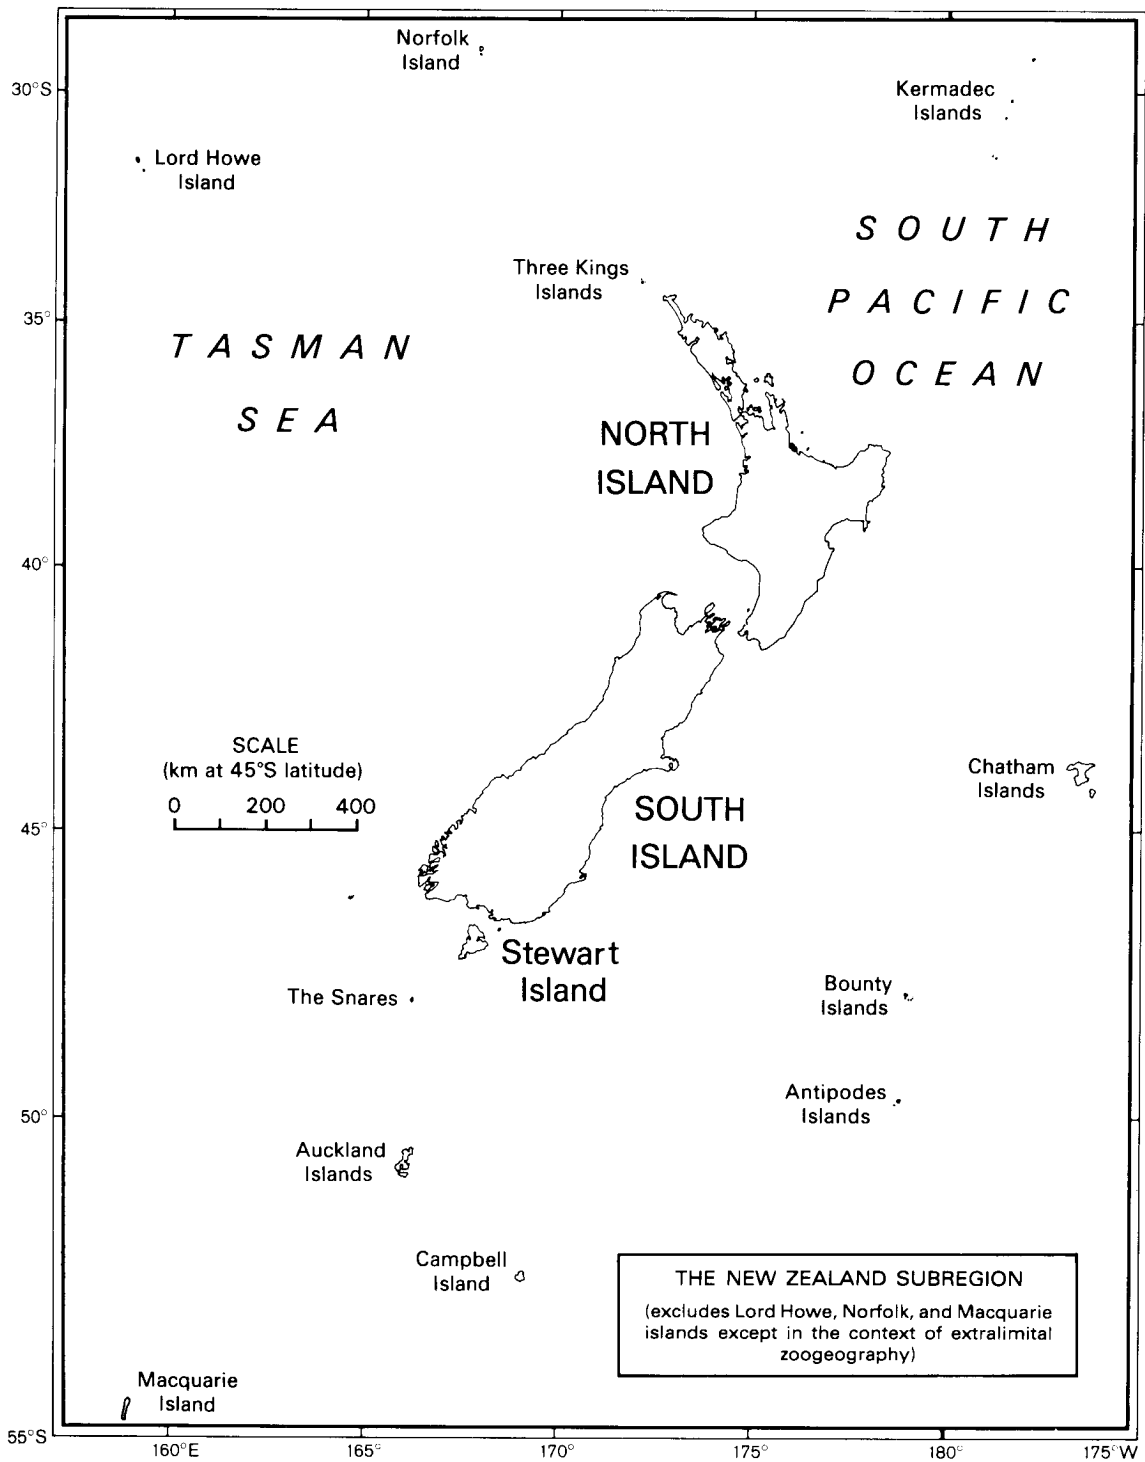 Norfolk
Island
30°S
Kermadec
Islands
Lord Howe
Island
SOUTH
PACIFIC
OCEAN
Three Kings
Islands
35°
TASMAN
SEA
NORTH
ISLAND
40°
SCALE
(km at 45°S latitude)
0 200 400
Chatham
Islands
SOUTH
ISLAND
45°
Stewart
Island
The Snares
Bounty
Islands
Antipodes
Islands
50°
Auckland
Islands
Campbell
Island
THE NEW ZEALAND SUBREGION
(excludes Lord Howe, Norfolk, and Macquarie
islands except in the context of extralimital
zoogeography)
Macquarie
Island
55°S
160°E 165° 170° 175° 180° 175°W